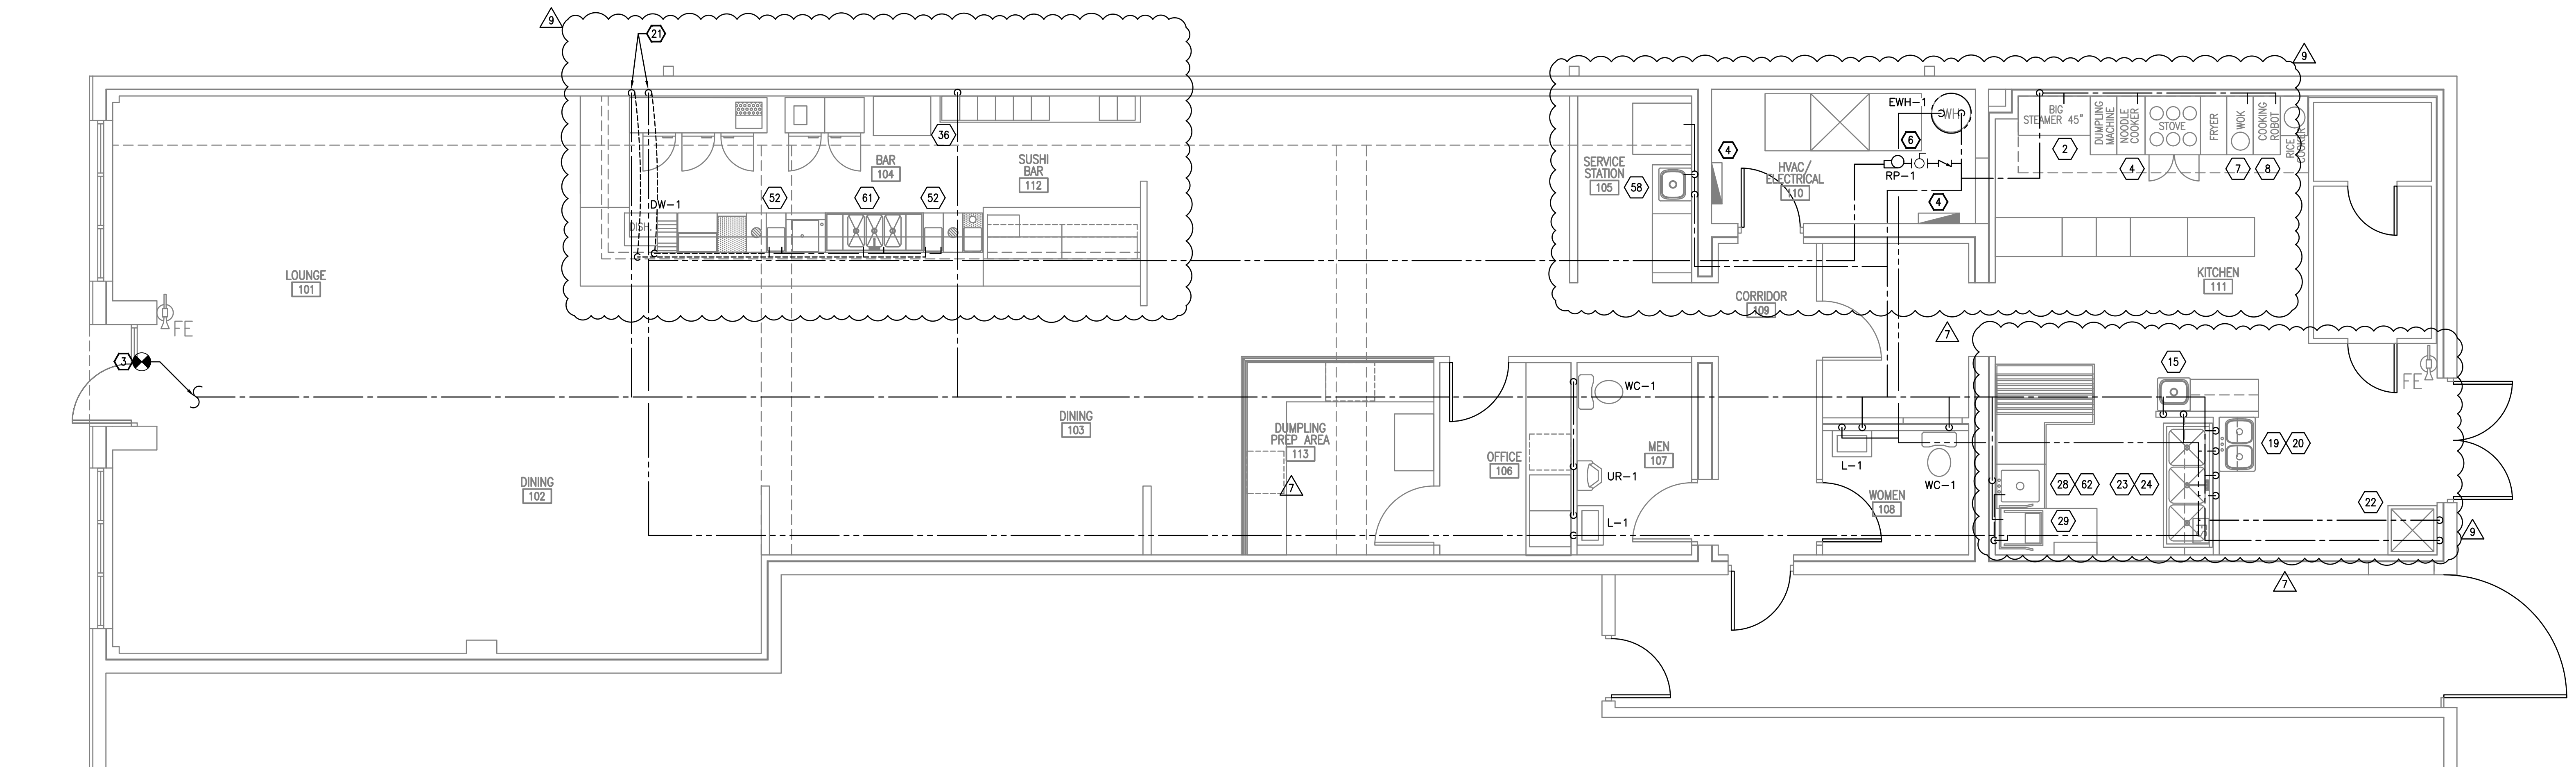 9
21
9
EWH-1
WH
BIG
STEAMER 45"
DUMPLING
MACHINE
NOODLE
COOKER
STOVE
FRYER
WOK
COOKING
ROBOT
RICE
COOKER
36
6
2
4
7
8
BAR
104
SUSHI
BAR
112
SERVICE
STATION
105
4
58
HVAC/
ELECTRICAL
110
RP-1
4
DW-1
52
61
52
DISH
LOUNGE
101
KITCHEN
111
CORRIDOR
109
FE
7
3
15
FE
WC-1
DINING
103
DUMPLING
PREP AREA
113
OFFICE
106
MEN
107
19
20
L-1
UR-1
WC-1
DINING
102
7
28
62
23
24
WOMEN
108
22
L-1
29
9
7